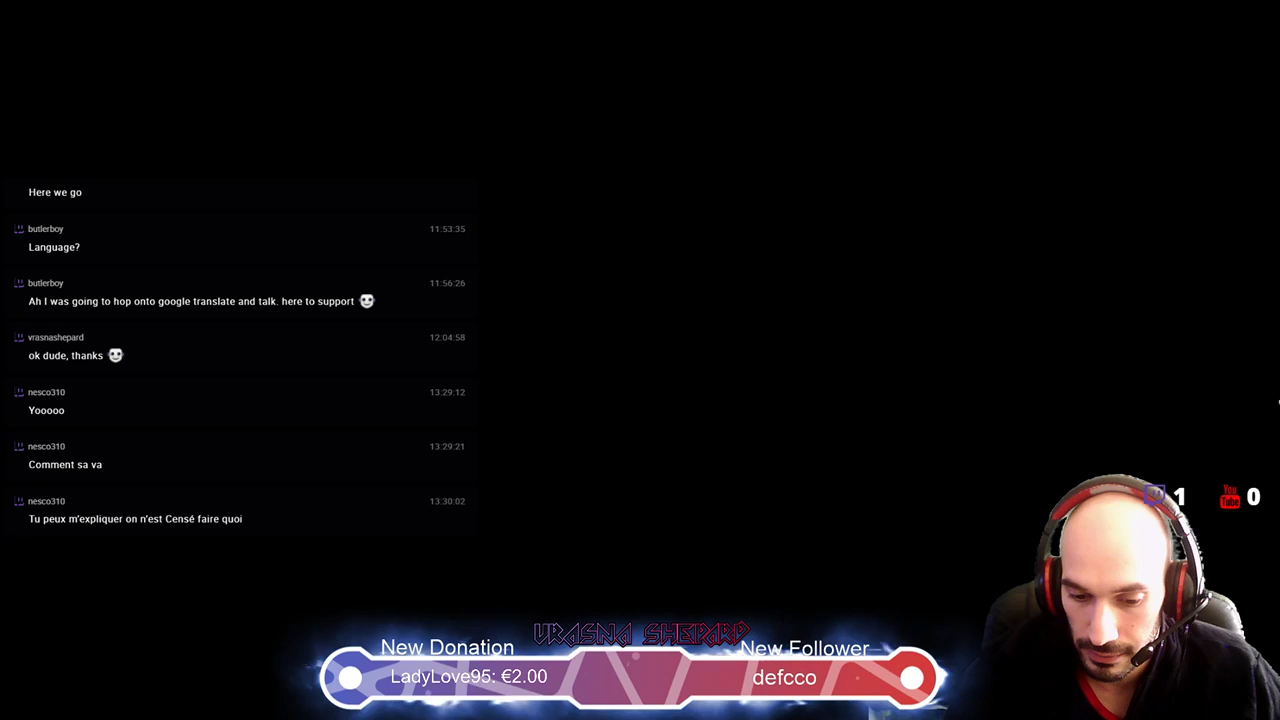 Here we go
butlerboy 11:53:35
Language?
butlerboy 11:56:26
Ah I was going to hop onto google translate and talk. here to support
vrasnashepard 12:04:58
ok dude, thanks
nesco310 13:29:12
Yooooo
nesco310 13:29:21
Comment sa va
nesco310 13:30:02
Tu peux m'expliquer on n'est Censé faire quoi
1
You Tube 0
VRASNA SHEPARD
New Donation
LadyLove95: €2.00
New Follower
defcco